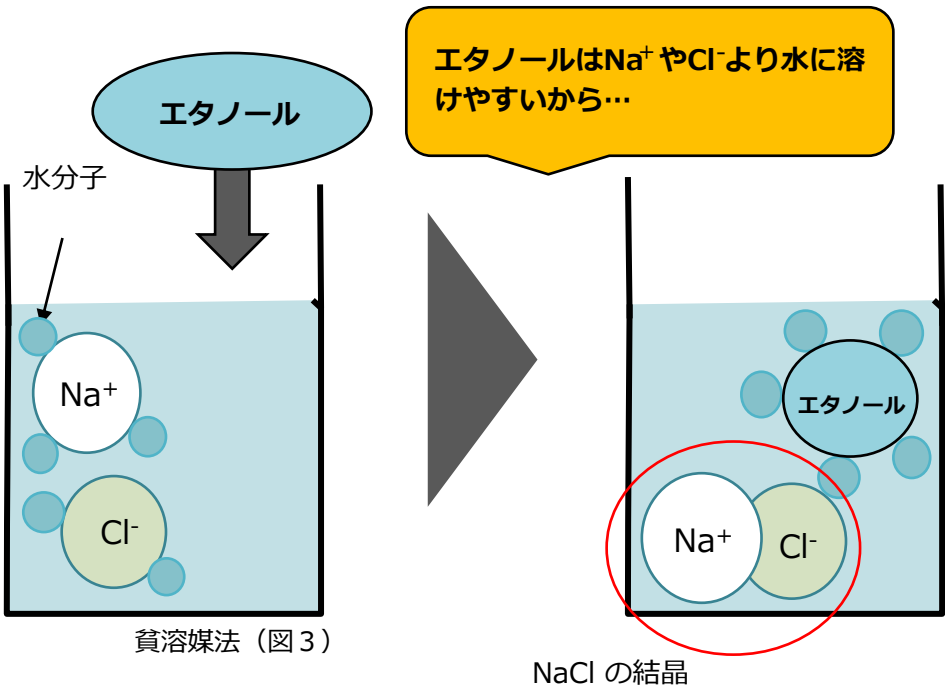 エタノールはNa⁺やCl⁻より水に溶
けやすいから…
エタノール
水分子
Na⁺
Cl⁻
エタノール
Na⁺
Cl⁻
貧溶媒法（図３）
NaCl の結晶